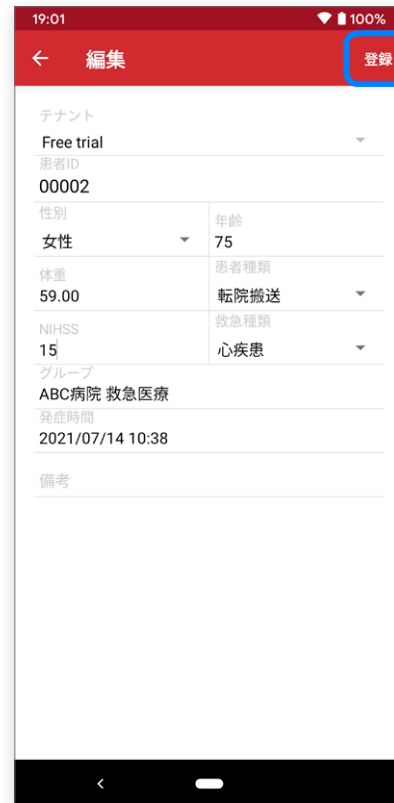 19:01 100%
編集 登録
テナント
Free trial
患者ID
00002
性別 年齢
女性 75
体重 患者種類
59.00 転院搬送
NIHSS 救急種類
15 心疾患
グループ
ABC病院 救急医療
発症時間
2021/07/14 10:38
備考